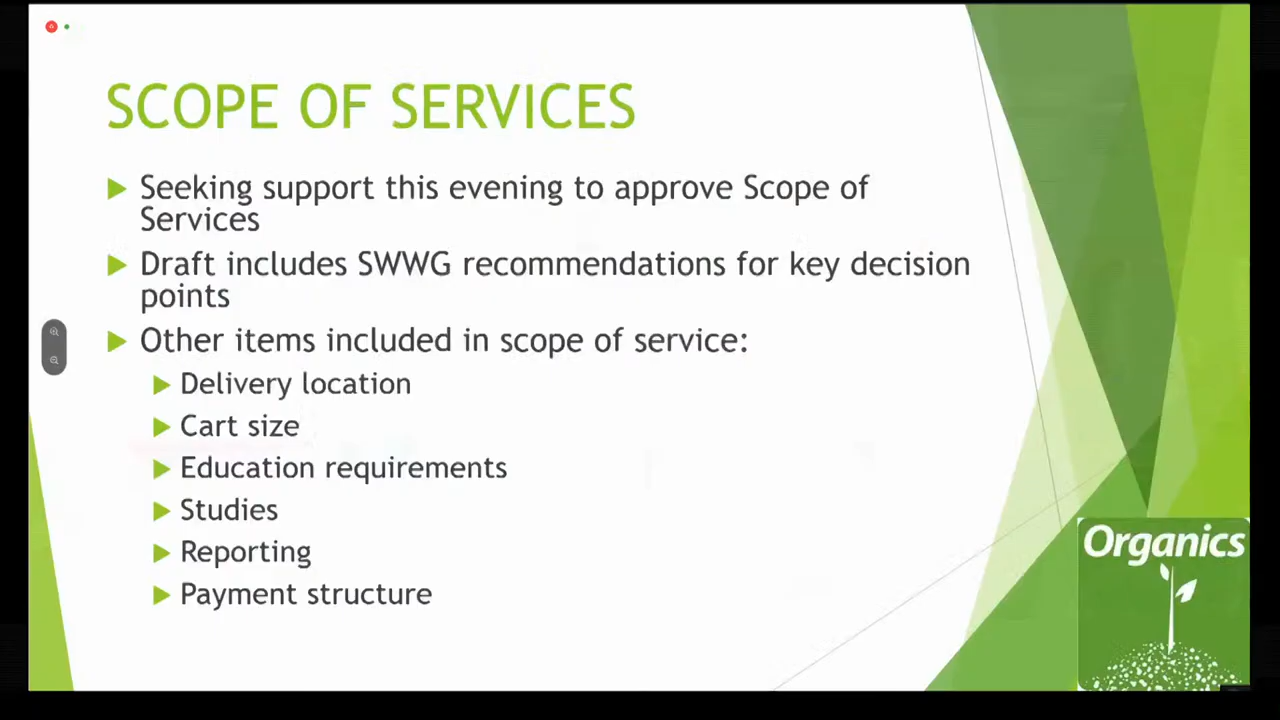 SCOPE OF SERVICES
Seeking support this evening to approve Scope of
Services
Draft includes SWWG recommendations for key decision
points
Other items included in scope of service:
Delivery location
Cart size
Education requirements
Studies
Reporting
Payment structure
Organics